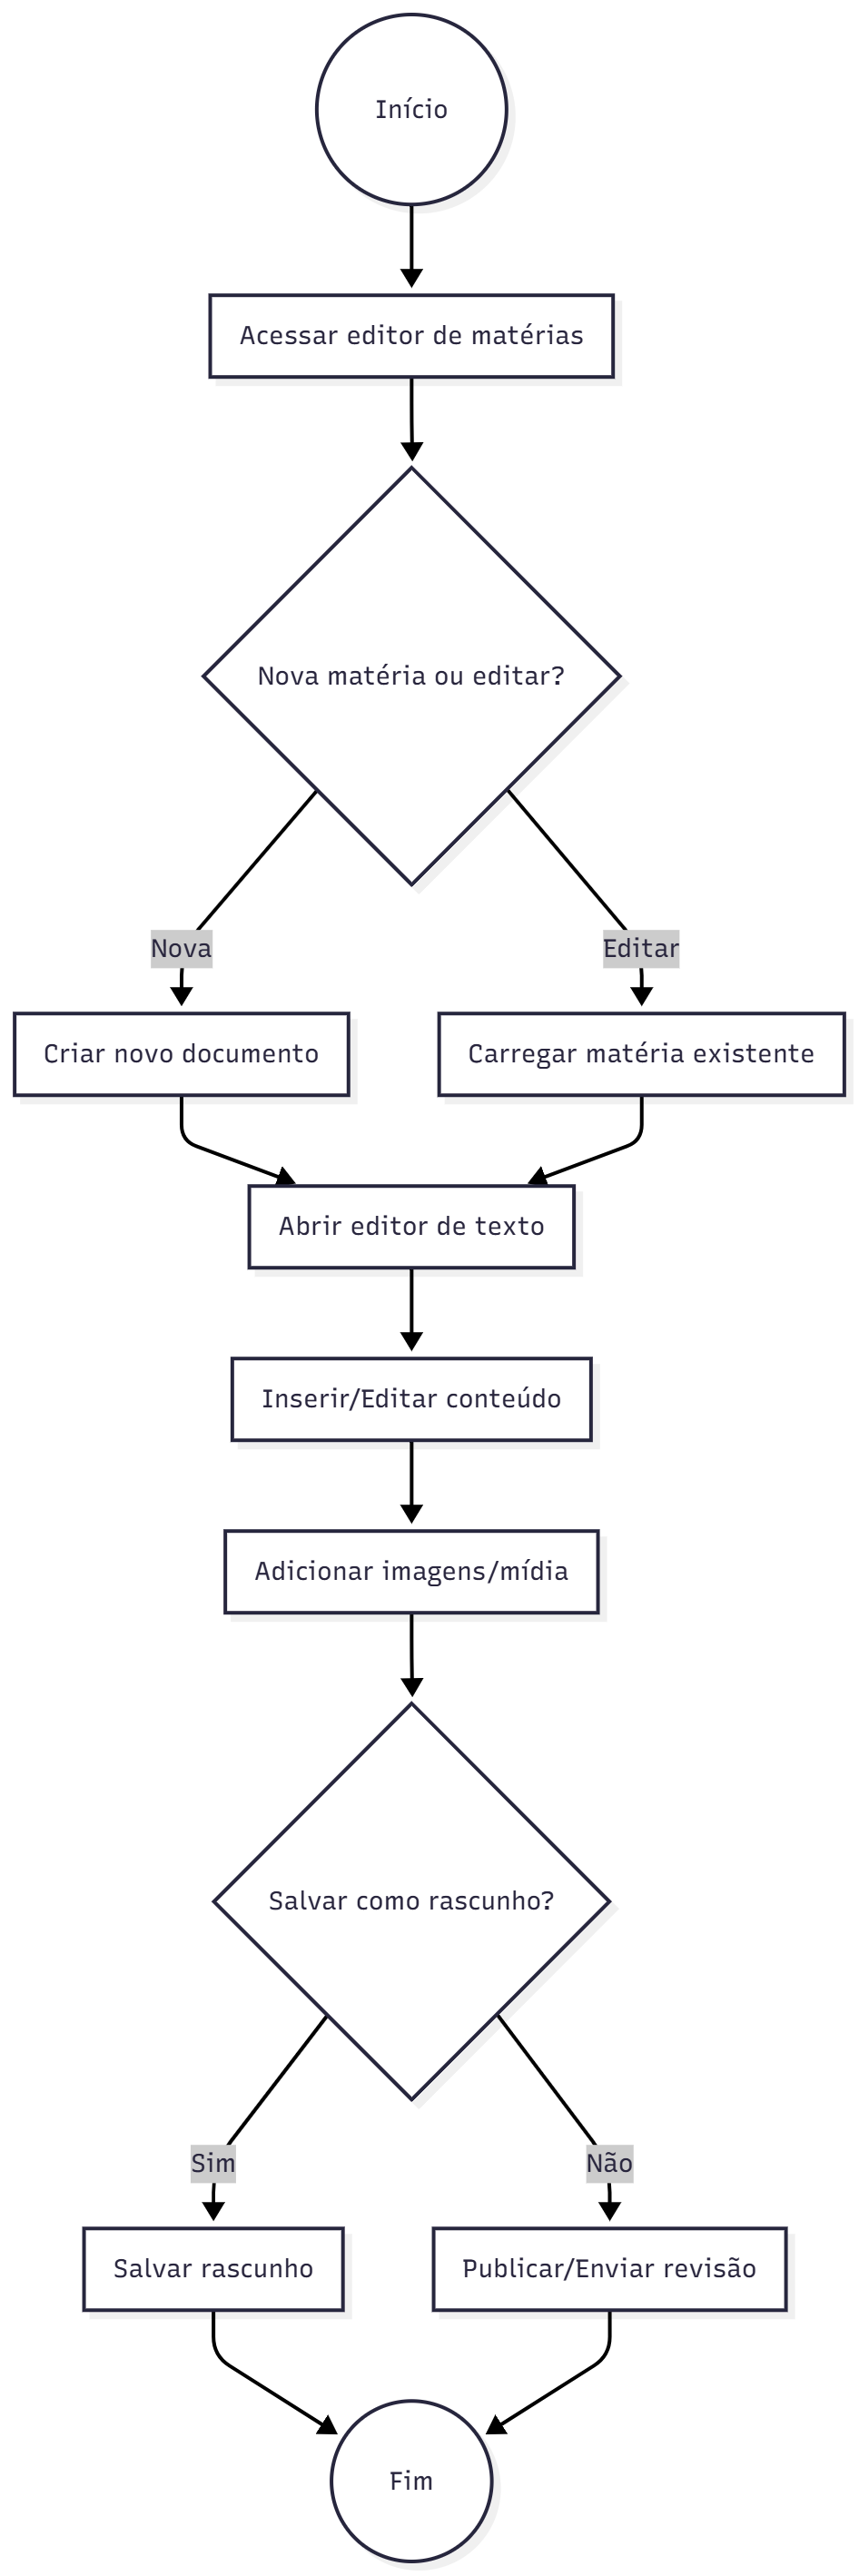 Início
Acessar editor de matérias
Nova matéria ou editar?
Nova
Editar
Criar novo documento
Carregar matéria existente
Abrir editor de texto
Inserir/Editar conteúdo
Adicionar imagens/mídia
Salvar como rascunho?
Sim
Não
Salvar rascunho
Publicar/Enviar revisão
Fim